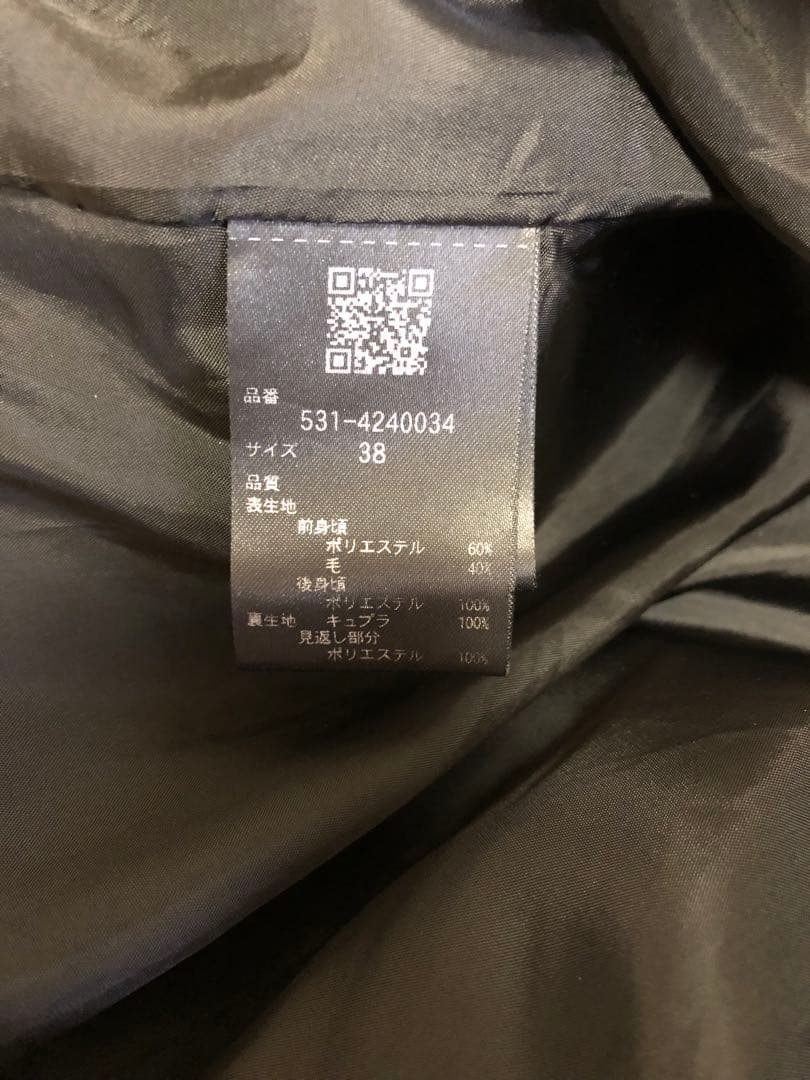 品番
531-4240034
サイズ 38
品質
表生地
前身頃
ポリエステル 60%
毛 40%
後身頃
ポリエステル 100%
裏生地 キュプラ 100%
見返し部分
ポリエステル 100%